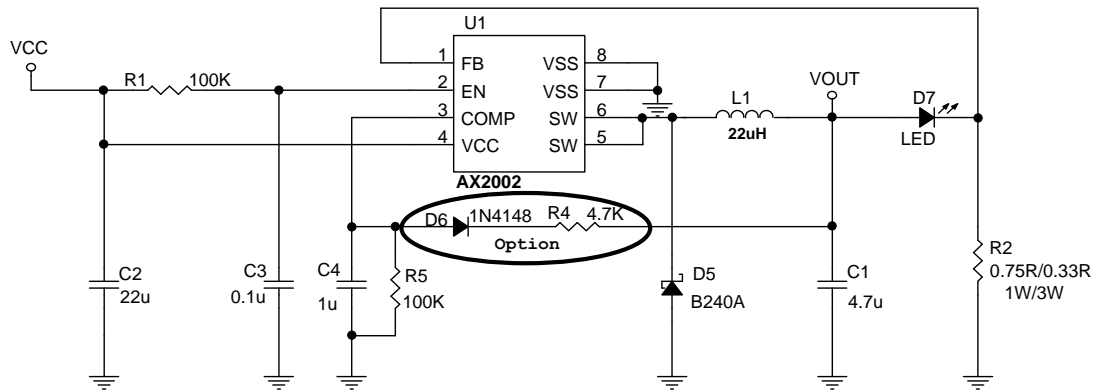 U1
VCC
R1 100K
1 FB VSS 8
2 EN VSS 7
3 COMP SW 6
4 VCC SW 5
AX2002
L1
22uH
VOUT
D7
LED
D6 1N4148 R4 4.7K
Option
C2
22u
C3
0.1u
C4
1u
R5
100K
D5
B240A
C1
4.7u
R2
0.75R/0.33R
1W/3W